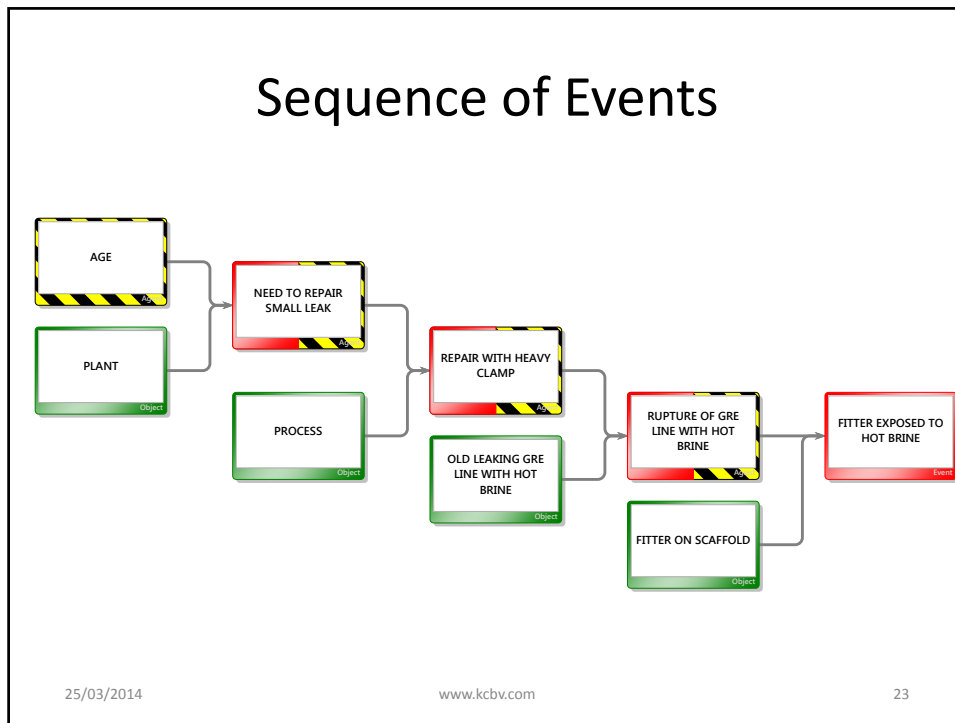 Sequence of Events
AGE
Agent
PLANT
Object
NEED TO REPAIR
SMALL LEAK
PROCESS
Object
REPAIR WITH HEAVY
CLAMP
OLD LEAKING GRE
LINE WITH HOT
BRINE
Object
RUPTURE OF GRE
LINE WITH HOT
BRINE
FITTER ON SCAFFOLD
Object
FITTER EXPOSED TO
HOT BRINE
Event
25/03/2014
www.kcbv.com
23